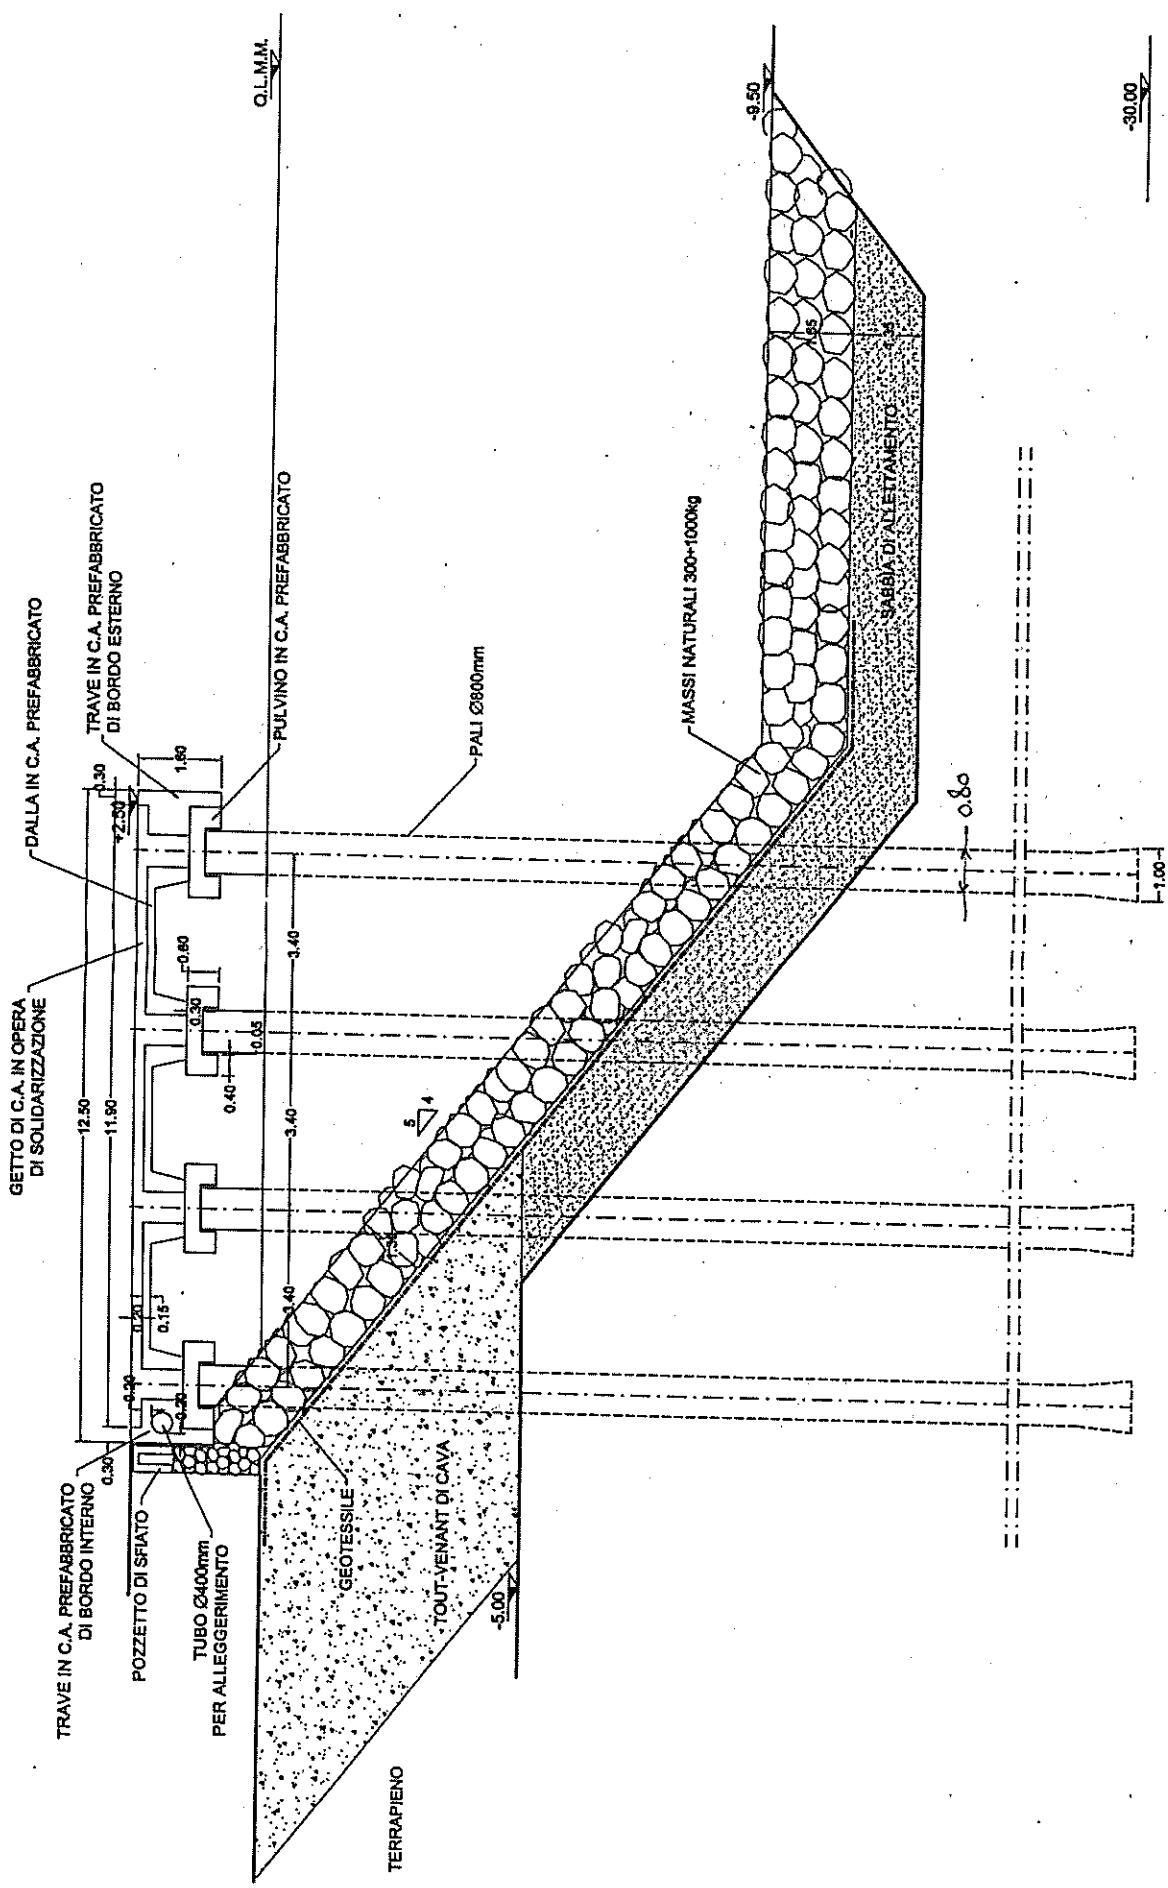 GETTO DI C.A. IN OPERA
DI SOLIDARIZZAZIONE
DALLA IN C.A. PREFABBRICATO
TRAVE IN C.A. PREFABBRICATO
DI BORDO ESTERNO
PULVINO IN C.A. PREFABBRICATO
TRAVE IN C.A. PREFABBRICATO
DI BORDO INTERNO
POZZETTO DI SFIATO
TUBO Ø400mm
PER ALLEGGERIMENTO
12.50
11.90
0.30
0.30
+2.50
1.60
0.20
0.20
0.20
0.15
0.60
0.30
0.40
0.05
3.40
3.40
3.40
Q.L.M.M.
PALI Ø800mm
5
4
MASSI NATURALI 300÷1000kg
GEOTESSILE
TOUT-VENANT DI CAVA
-5.00
TERRAPIENO
-9.50
1.35
SABBIA DI ALLETTAMENTO
0.80
1.00
-30.00